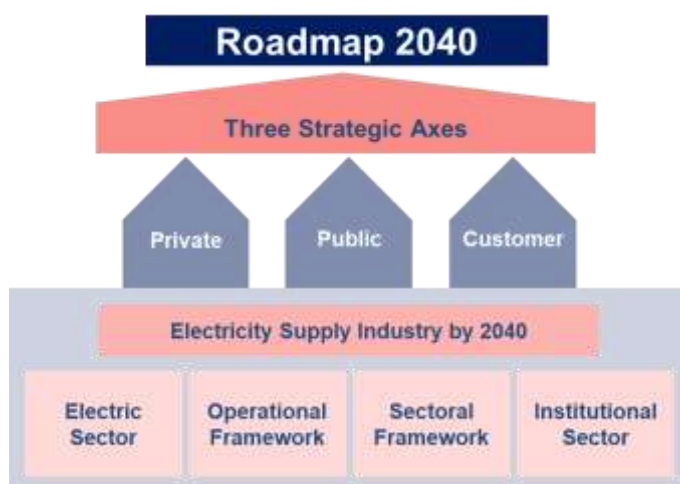 Roadmap 2040
Three Strategic Axes
Private
Public
Customer
Electricity Supply Industry by 2040
Electric
Sector
Operational
Framework
Sectoral
Framework
Institutional
Sector